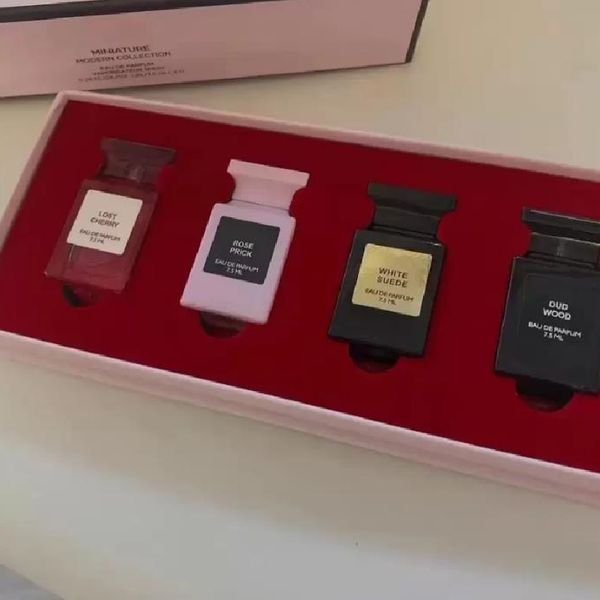 MINIATURE
MODERN COLLECTION
EAU DE PARFUM
LOST
CHERRY
EAU DE PARFUM
7.5 ML
ROSE
PRICK
EAU DE PARFUM
7.5 ML
WHITE
SUEDE
EAU DE PARFUM
7.5 ML
OUD
WOOD
EAU DE PARFUM
7.5 ML